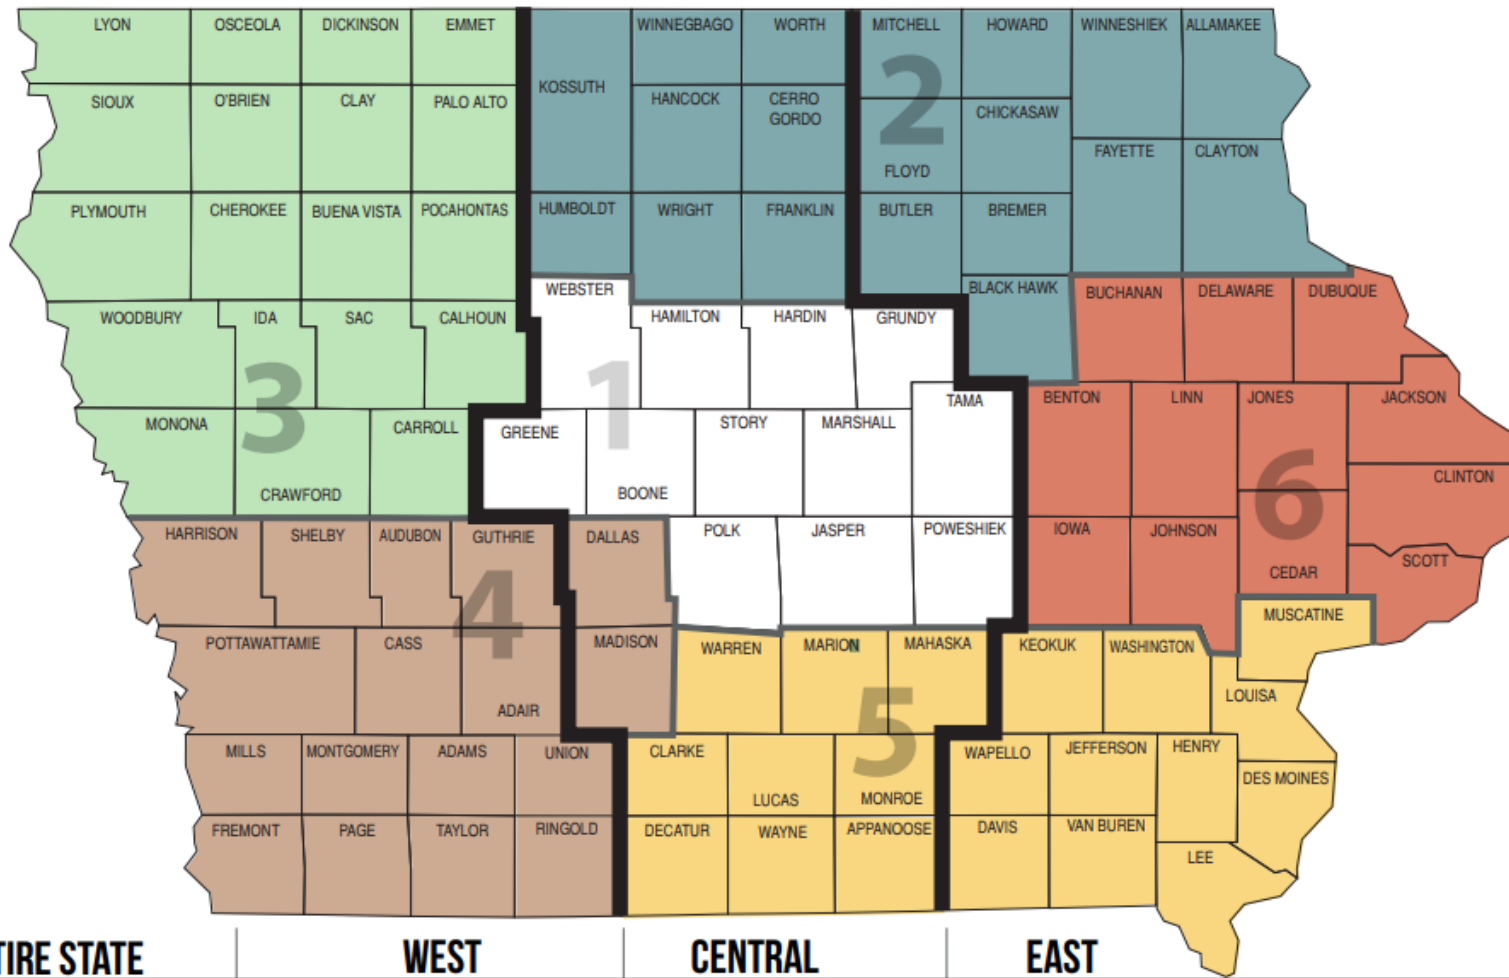 LYON OSCEOLA DICKINSON EMMET WINNEGBAGO WORTH MITCHELL HOWARD WINNESHIEK ALLAMAKEE
KOSSUTH
2
SIOUX O'BRIEN CLAY PALO ALTO HANCOCK CERRO
GORDO
CHICKASAW
FLOYD FAYETTE CLAYTON
PLYMOUTH CHEROKEE BUENA VISTA POCAHONTAS HUMBOLDT WRIGHT FRANKLIN BUTLER BREMER
WEBSTER BLACK HAWK BUCHANAN DELAWARE DUBUQUE
WOODBURY IDA SAC CALHOUN HAMILTON HARDIN GRUNDY
3 1
TAMA BENTON LINN JONES JACKSON
MONONA CARROLL GREENE STORY MARSHALL
CRAWFORD BOONE CLINTON
6
HARRISON SHELBY AUDUBON GUTHRIE DALLAS POLK JASPER POWESHIEK IOWA JOHNSON
CEDAR SCOTT
4
MUSCATINE
POTTAWATTAMIE CASS MADISON WARREN MARION MAHASKA KEOKUK WASHINGTON
ADAIR LOUISA
5
MILLS MONTGOMERY ADAMS UNION CLARKE WAPELLO JEFFERSON HENRY
LUCAS MONROE DES MOINES
FREMONT PAGE TAYLOR RINGOLD DECATUR WAYNE APPANOOSE DAVIS VAN BUREN
LEE
TIRE STATE WEST CENTRAL EAST